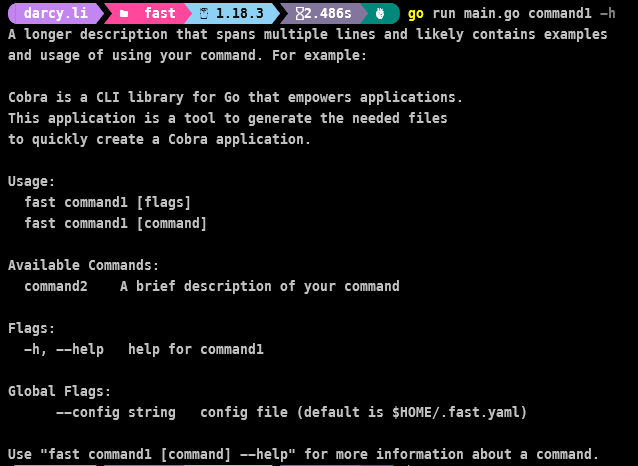 darcy.li fast 1.18.3 2.486s go run main.go command1 -h
A longer description that spans multiple lines and likely contains examples
and usage of using your command. For example:

Cobra is a CLI library for Go that empowers applications.
This application is a tool to generate the needed files
to quickly create a Cobra application.

Usage:
  fast command1 [flags]
  fast command1 [command]

Available Commands:
  command2    A brief description of your command

Flags:
  -h, --help   help for command1

Global Flags:
      --config string   config file (default is $HOME/.fast.yaml)

Use "fast command1 [command] --help" for more information about a command.